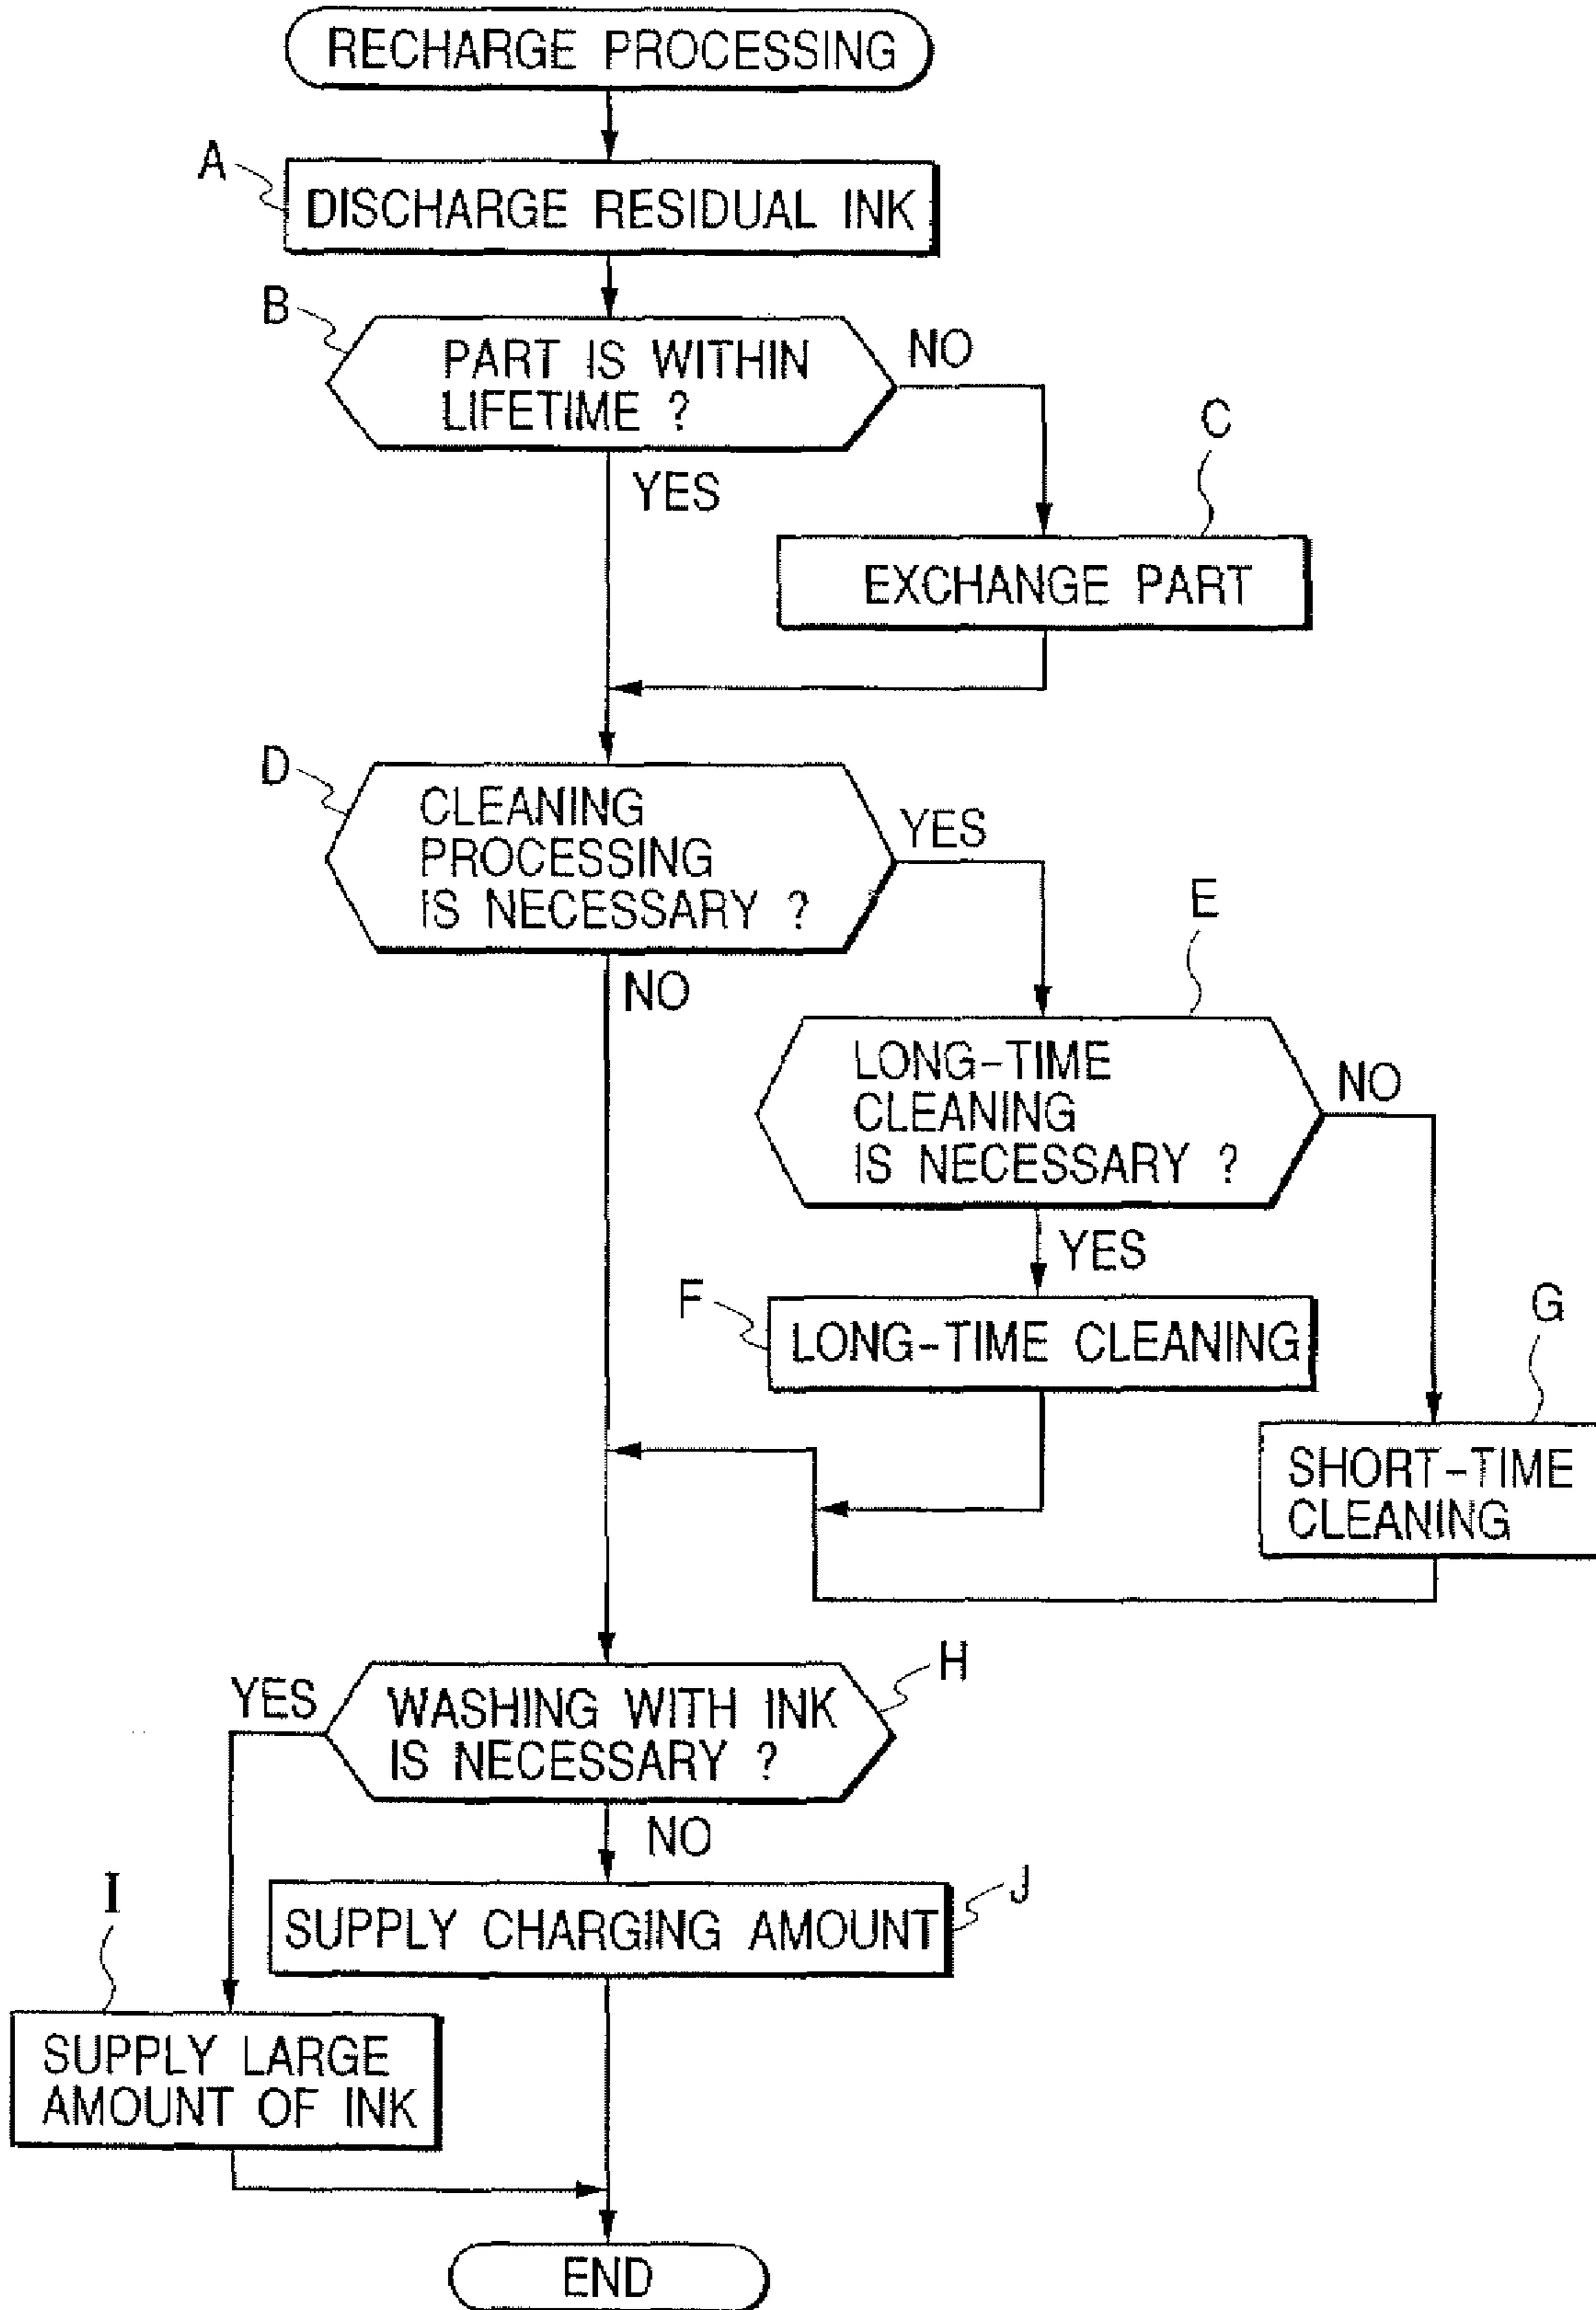 RECHARGE PROCESSING
A
DISCHARGE RESIDUAL INK
B
PART IS WITHIN
LIFETIME ?
NO
YES
C
EXCHANGE PART
D
CLEANING
PROCESSING
IS NECESSARY ?
YES
NO
E
LONG-TIME
CLEANING
IS NECESSARY ?
NO
YES
F
LONG-TIME CLEANING
G
SHORT-TIME
CLEANING
H
YES
WASHING WITH INK
IS NECESSARY ?
NO
I
J
SUPPLY CHARGING AMOUNT
SUPPLY LARGE
AMOUNT OF INK
END